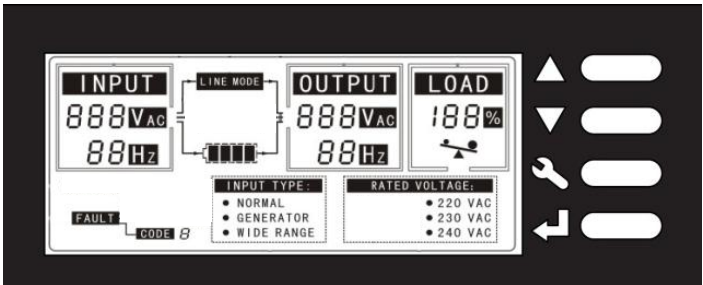 INPUT
888 VAC
88 Hz
LINE MODE
OUTPUT
888 VAC
88 Hz
LOAD
188 %
FAULT
CODE 8
INPUT TYPE:
● NORMAL
● GENERATOR
● WIDE RANGE
RATED VOLTAGE:
● 220 VAC
● 230 VAC
● 240 VAC